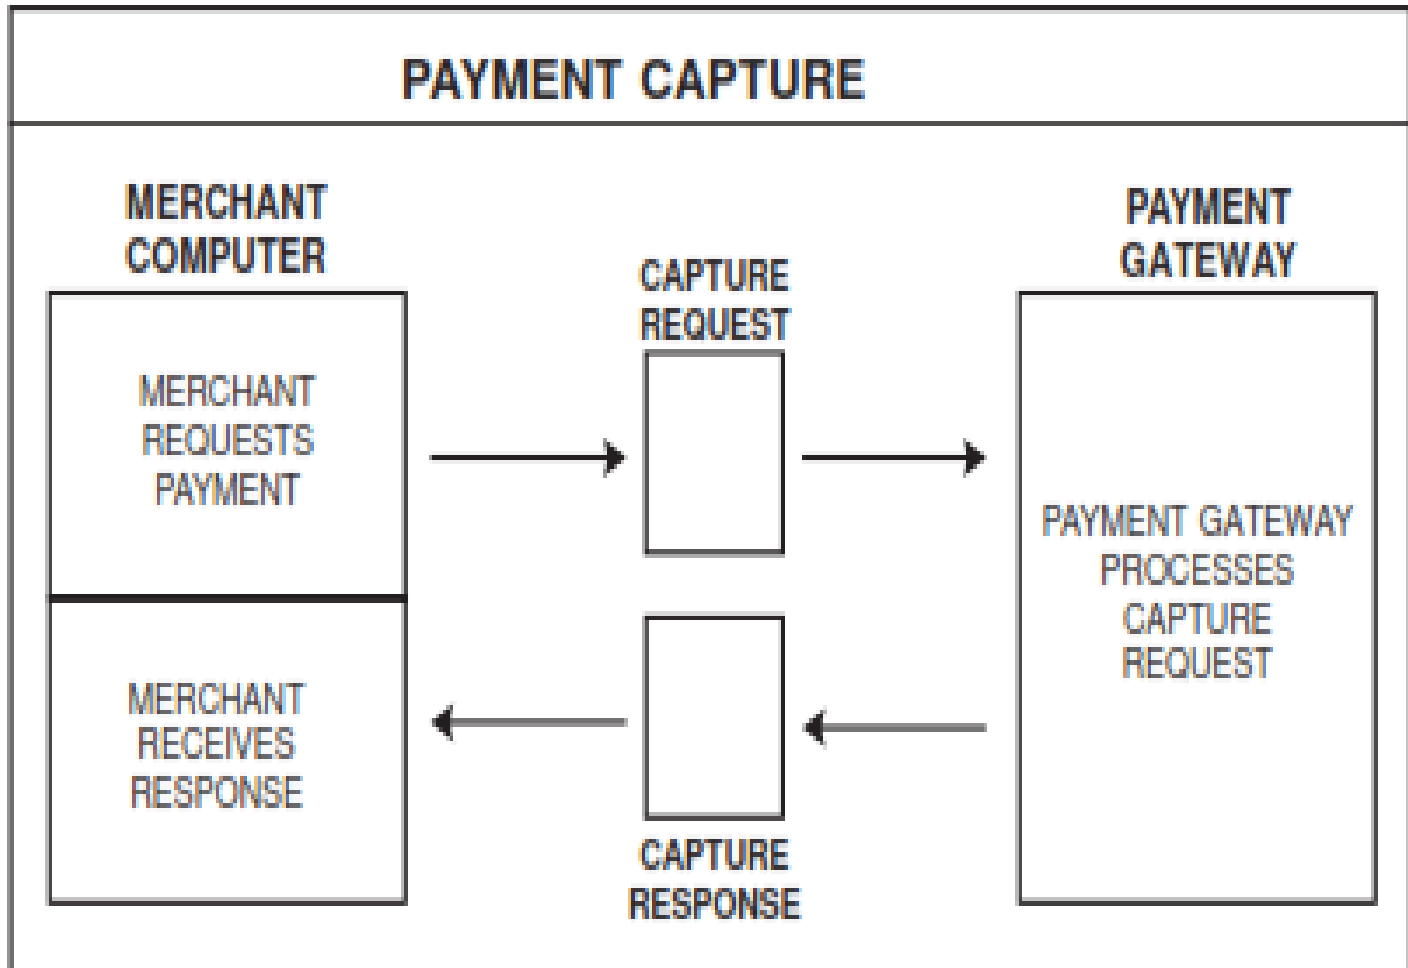 PAYMENT CAPTURE
MERCHANT
COMPUTER
MERCHANT
REQUESTS
PAYMENT
CAPTURE
REQUEST
PAYMENT
GATEWAY
PAYMENT GATEWAY
PROCESSES
CAPTURE
REQUEST
MERCHANT
RECEIVES
RESPONSE
CAPTURE
RESPONSE